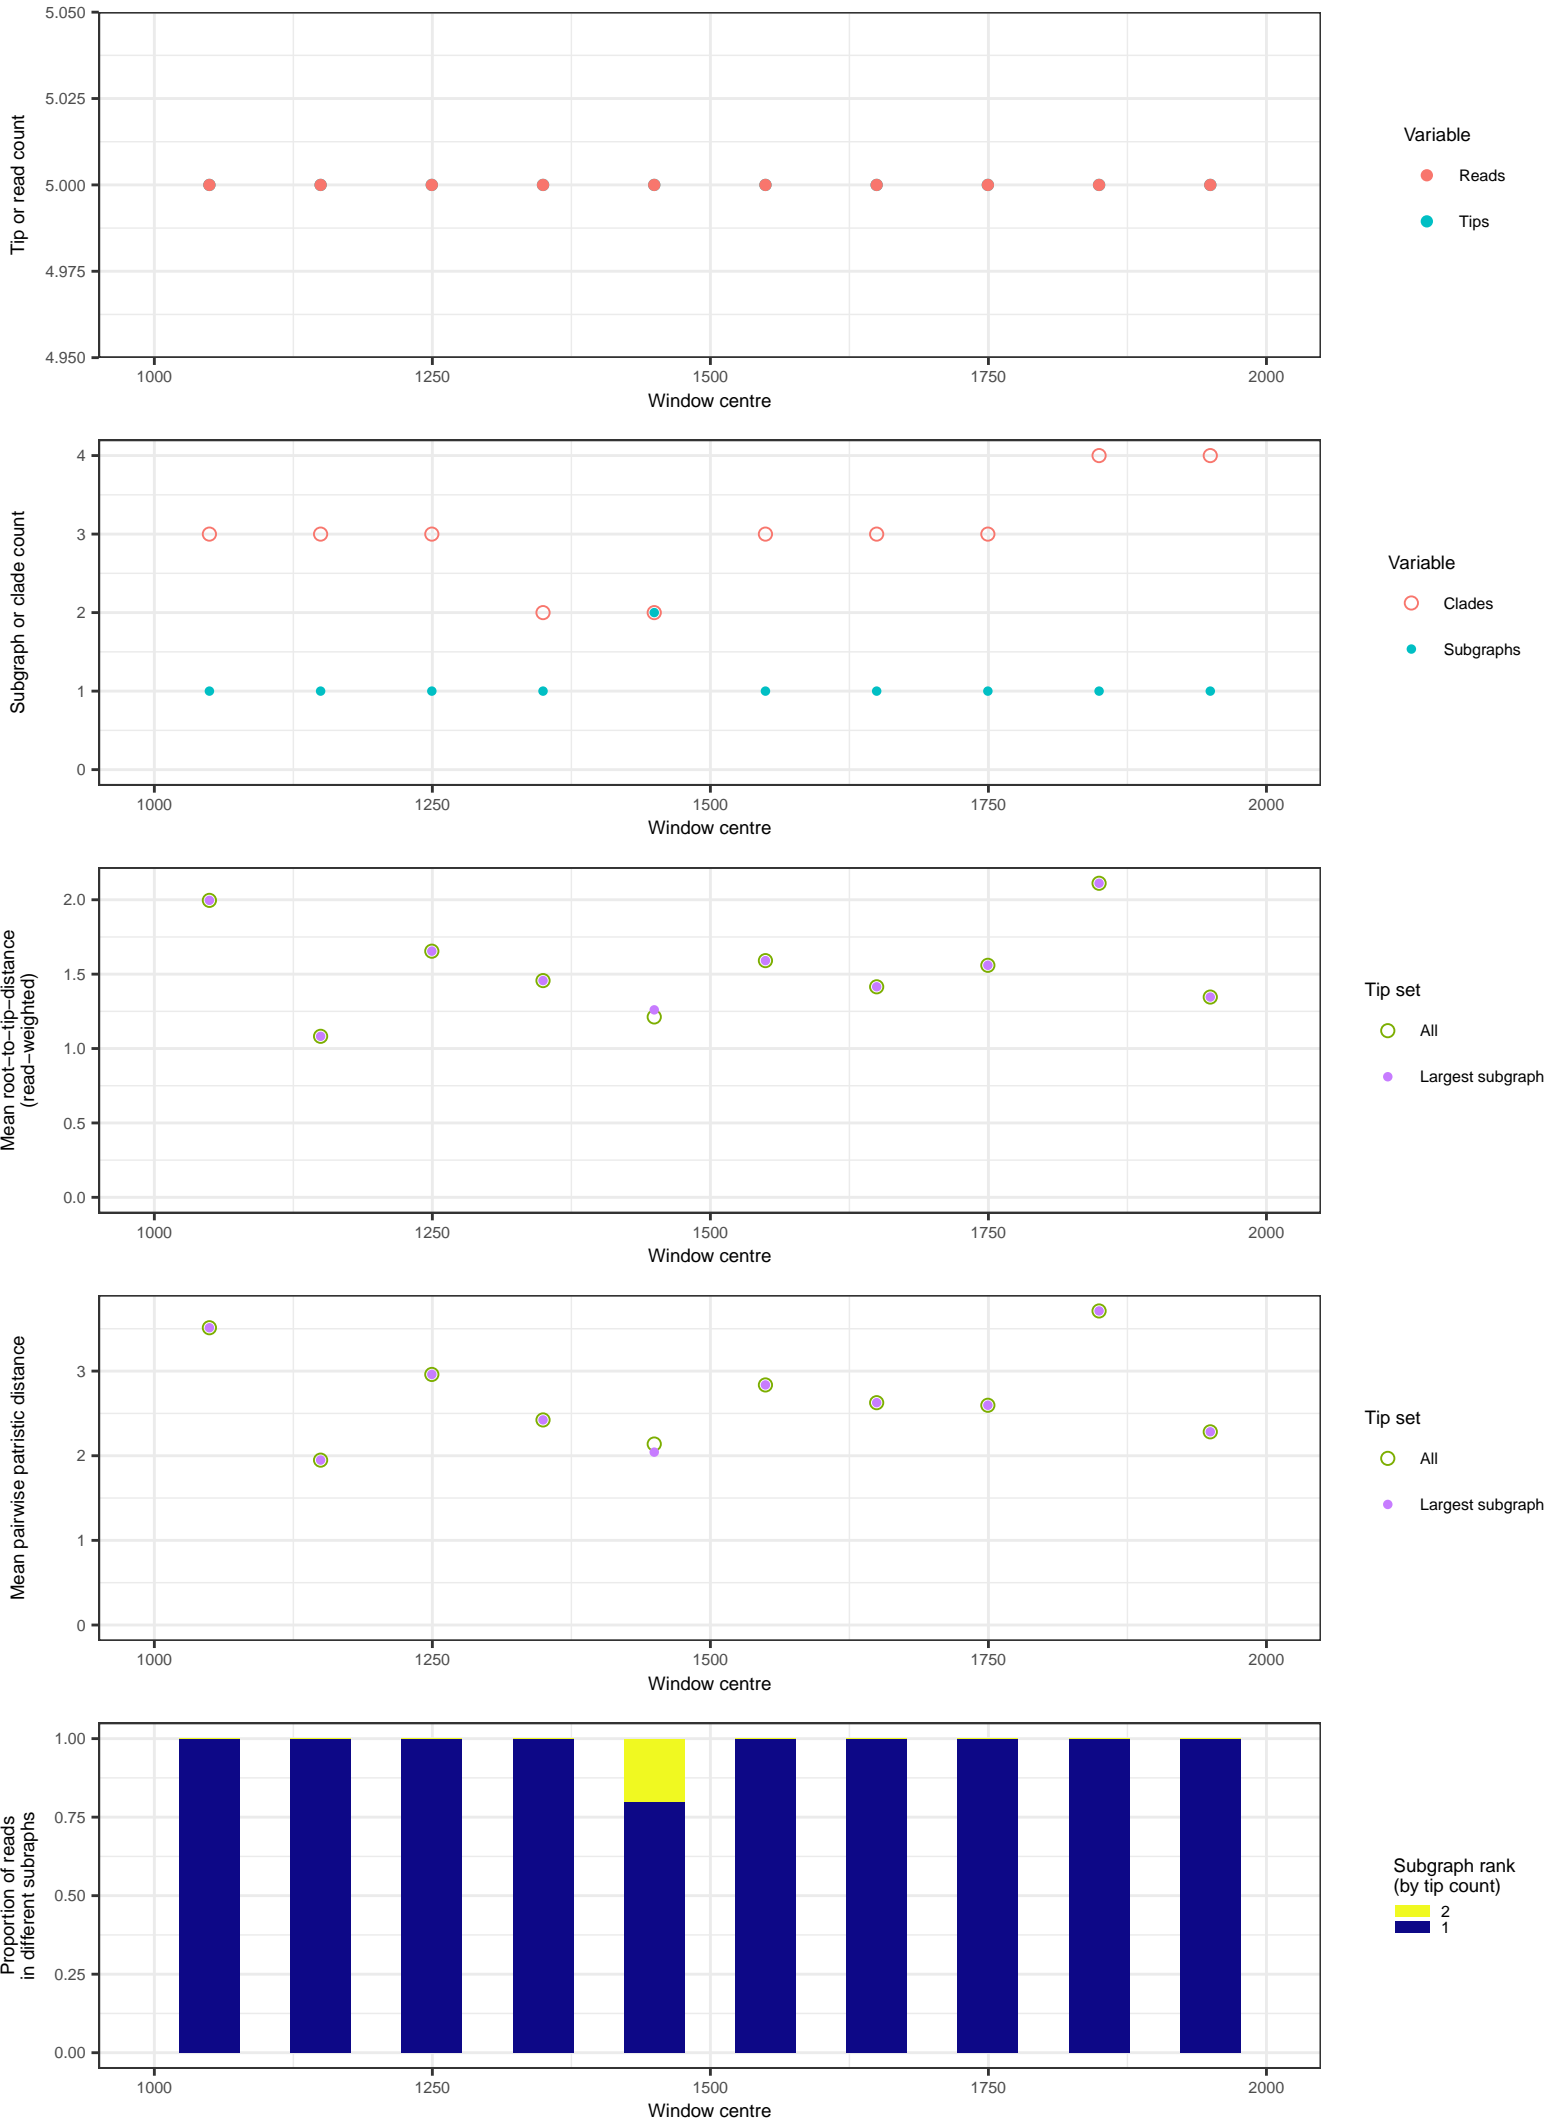 5.050
5.025
5.000
4.975
4.950
Tip or read count
1000 1250 1500 1750 2000
Window centre
Variable
Reads
Tips
4
3
2
1
0
Subgraph or clade count
1000 1250 1500 1750 2000
Window centre
Variable
Clades
Subgraphs
2.0
1.5
1.0
0.5
0.0
Mean root−to−tip−distance
(read−weighted)
1000 1250 1500 1750 2000
Window centre
Tip set
All
Largest subgraph
3
2
1
0
Mean pairwise patristic distance
1000 1250 1500 1750 2000
Window centre
Tip set
All
Largest subgraph
1.00
0.75
0.50
0.25
0.00
Proportion of reads
in different subraphs
1000 1250 1500 1750 2000
Window centre
Subgraph rank
(by tip count)
2
1